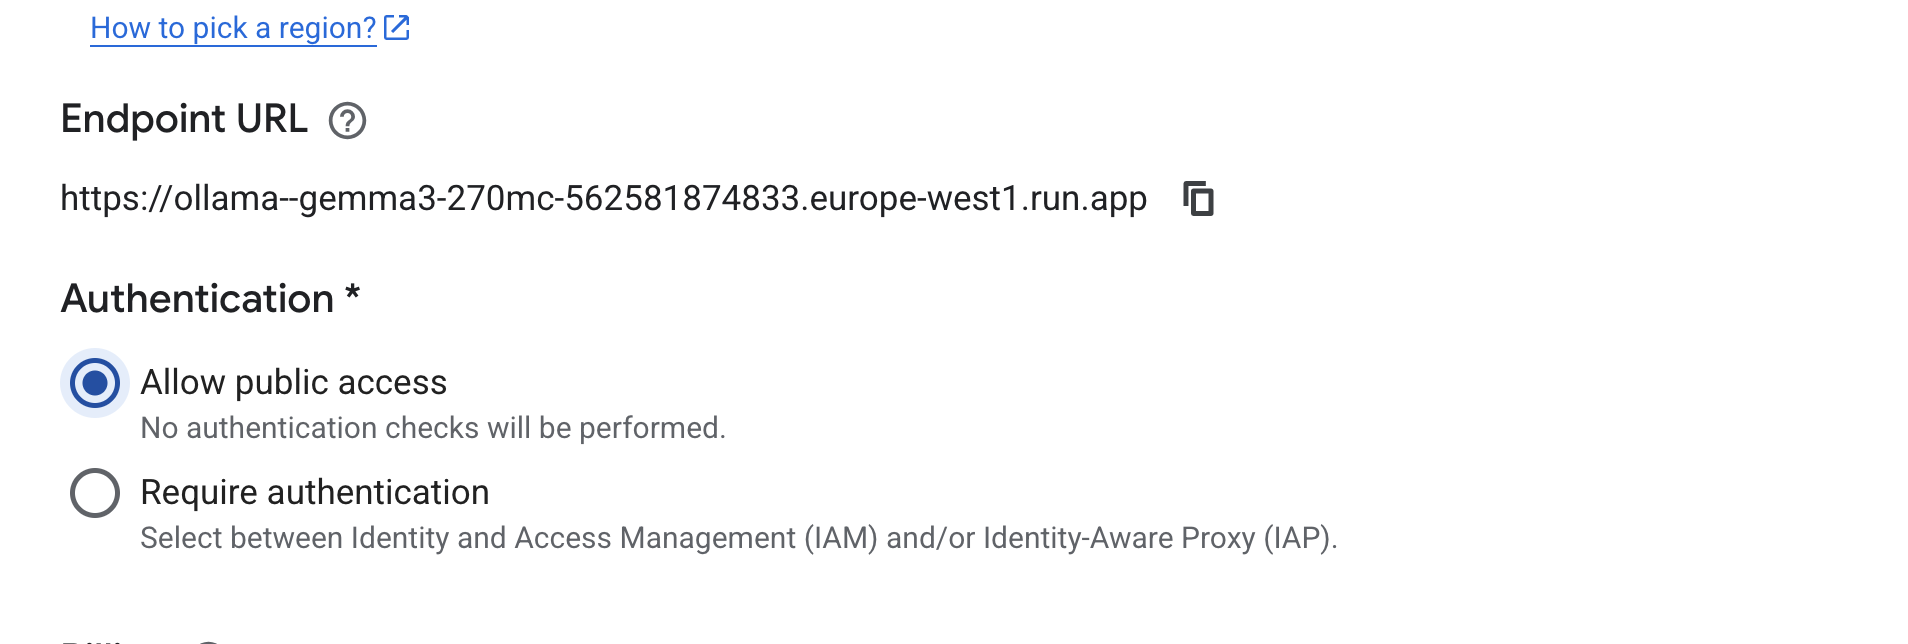 How to pick a region?
Endpoint URL
https://ollama--gemma3-270mc-562581874833.europe-west1.run.app
Authentication *
Allow public access
No authentication checks will be performed.
Require authentication
Select between Identity and Access Management (IAM) and/or Identity-Aware Proxy (IAP).